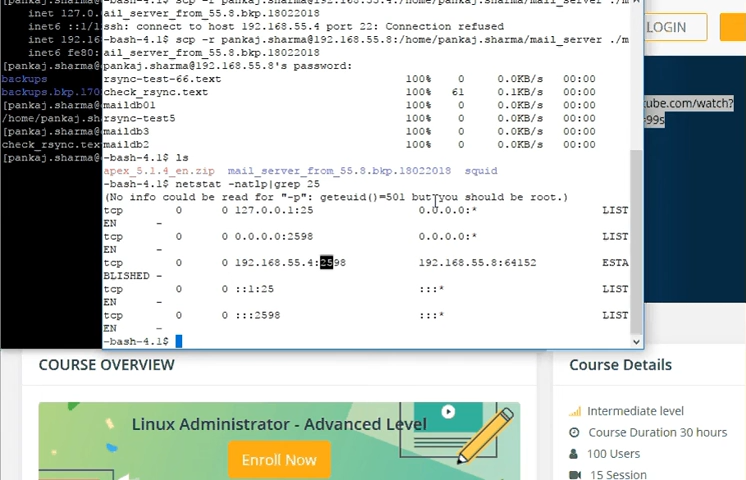 scp -r pankaj.sharma@192.168.55.4:/home/pankaj.sharma/mail_server ./m
inet 127.0.
ail_server_from_55.8.bkp.18022018
inet6 ::1/1
ssh: connect to host 192.168.55.4 port 22: Connection refused
inet 192.16
-bash-4.1$ scp -r pankaj.sharma@192.168.55.8:/home/pankaj.sharma/mail_server ./m
inet6 fe80:
ail_server_from_55.8.bkp.18022018
[pankaj.sharma@
pankaj.sharma@192.168.55.8's password:
backups
rsync-test-66.text 100% 0 0.0KB/s 00:00
backups.bkp.170
check_rsync.text 100% 61 0.1KB/s 00:00
[pankaj.sharma@
maildb01 100% 0 0.0KB/s 00:00
/home/pankaj.sh
rsync-test5 100% 0 0.0KB/s 00:00
[pankaj.sharma@
maildb3 100% 0 0.0KB/s 00:00
check_rsync.tex
maildb2 100% 0 0.0KB/s 00:00
[pankaj.sharma@
-bash-4.1$ ls
apex_5.1.4_en.zip mail_server_from_55.8.bkp.18022018 squid
-bash-4.1$ netstat -natlp|grep 25
(No info could be read for "-p": geteuid()=501 but you should be root.)
tcp 0 0 127.0.0.1:25 0.0.0.0:* LIST
EN -
tcp 0 0 0.0.0.0:2598 0.0.0.0:* LIST
EN -
tcp 0 0 192.168.55.4:2598 192.168.55.8:64152 ESTA
BLISHED -
tcp 0 0 ::1:25 :::* LIST
EN -
tcp 0 0 :::2598 :::* LIST
EN -
-bash-4.1$
LOGIN
ube.com/watch?
=99s
COURSE OVERVIEW
Linux Administrator - Advanced Level
Enroll Now
Course Details
Intermediate level
Course Duration 30 hours
100 Users
15 Session